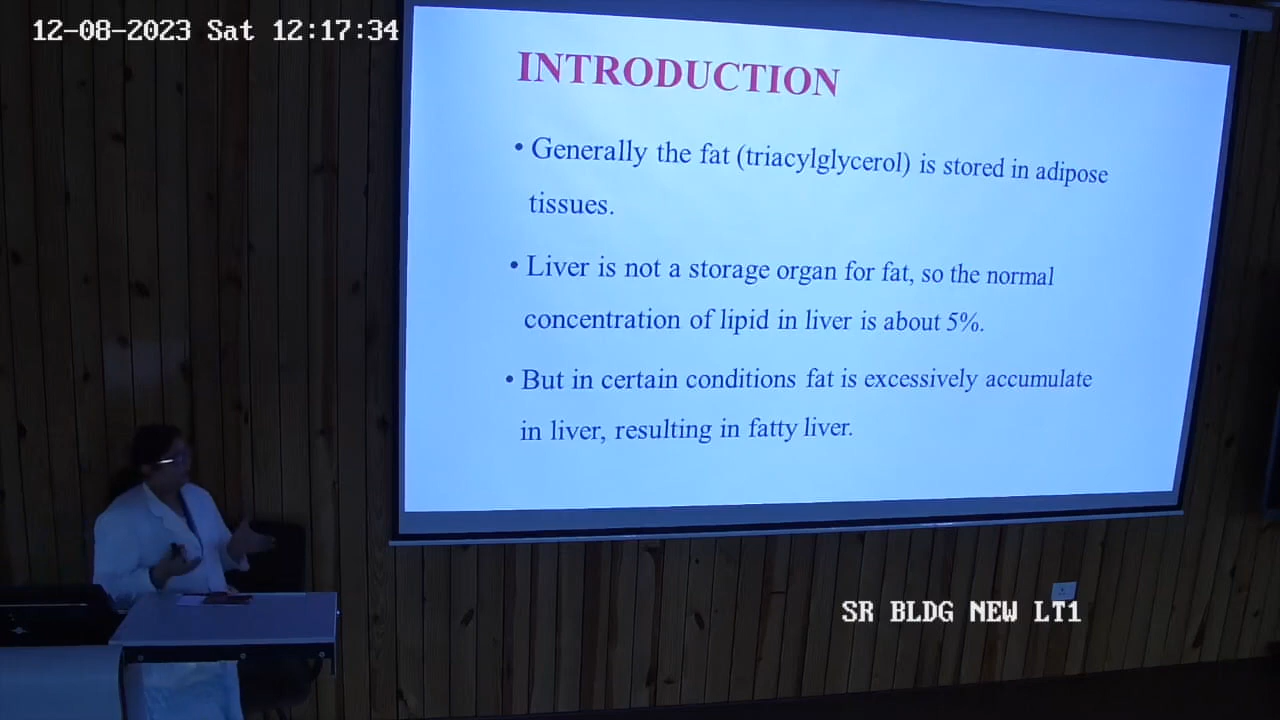 12-08-2023 Sat 12:17:34
INTRODUCTION
• Generally the fat (triacylglycerol) is stored in adipose
tissues.
• Liver is not a storage organ for fat, so the normal
concentration of lipid in liver is about 5%.
• But in certain conditions fat is excessively accumulate
in liver, resulting in fatty liver.
SR BLDG NEW LT1